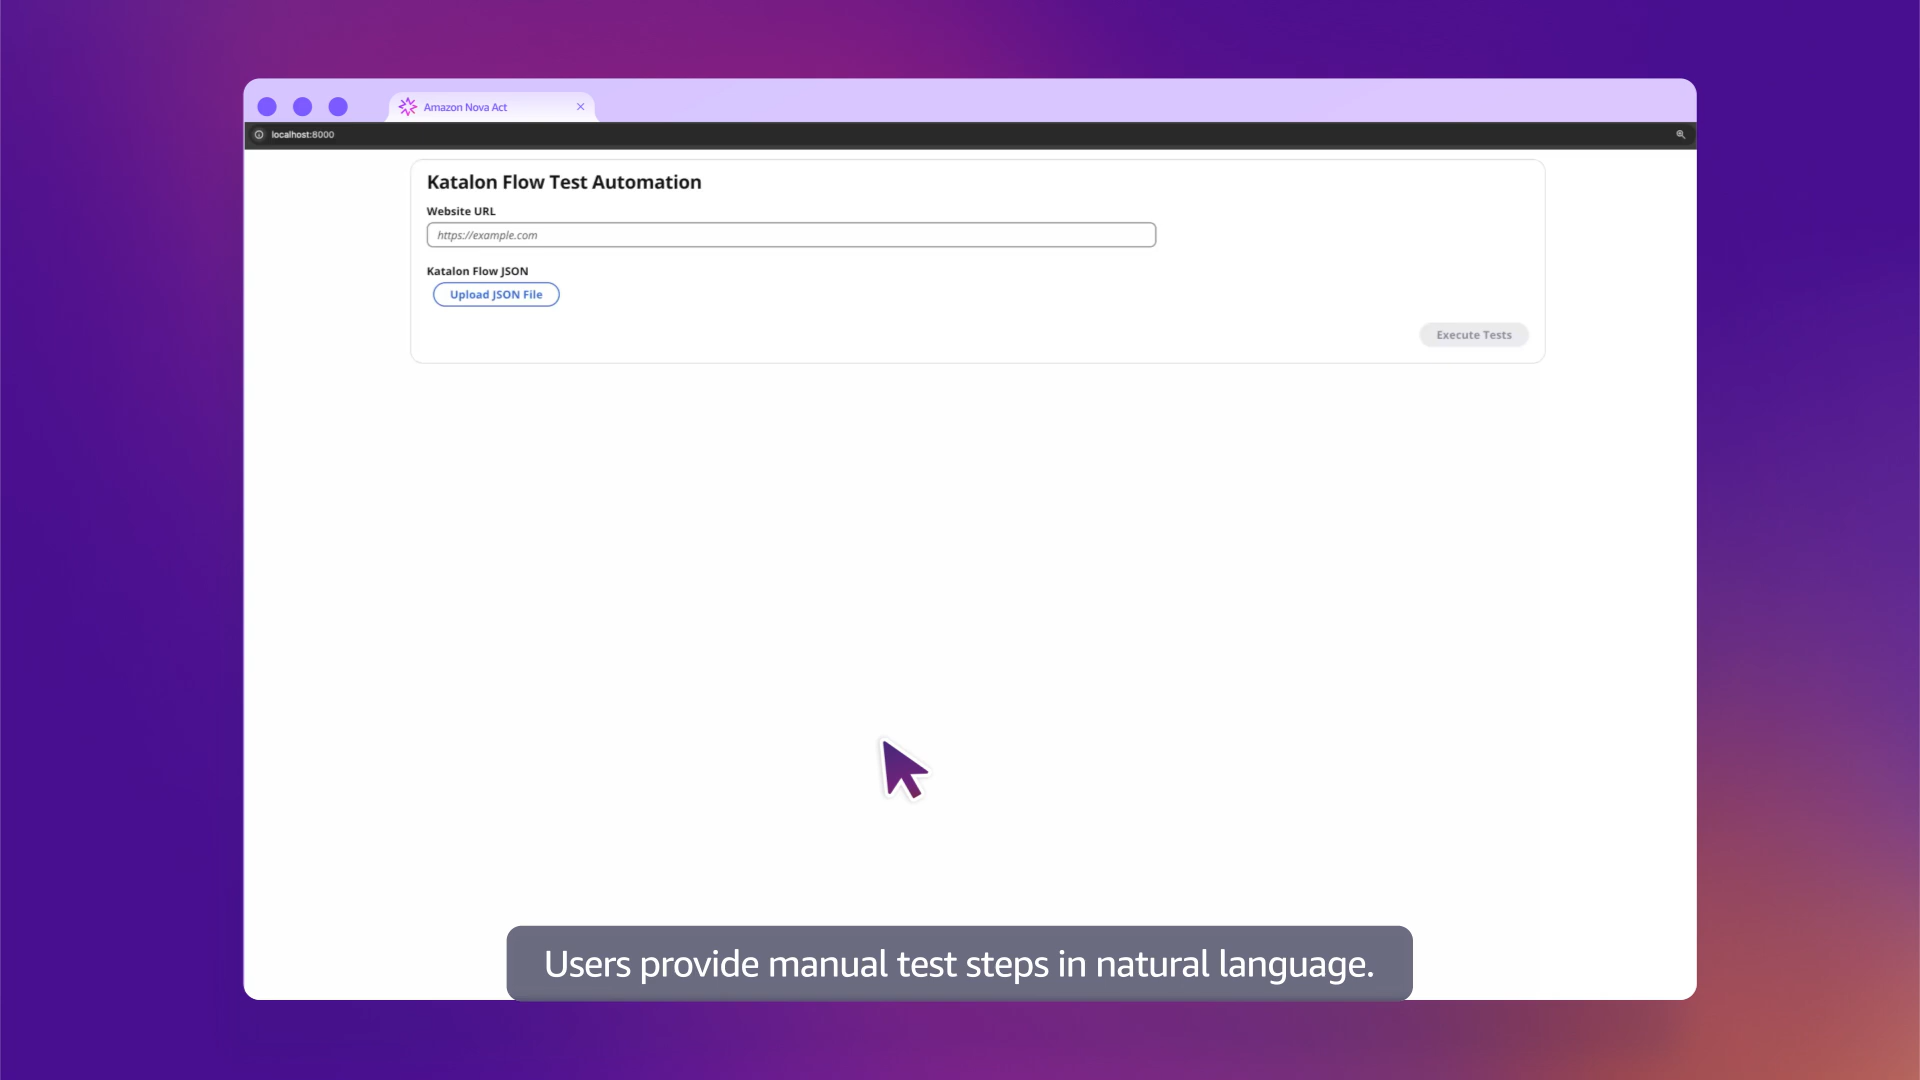 Amazon Nova Act
localhost:8000
Katalon Flow Test Automation
Website URL
https://example.com
Katalon Flow JSON
Upload JSON File
Execute Tests
Users provide manual test steps in natural language.